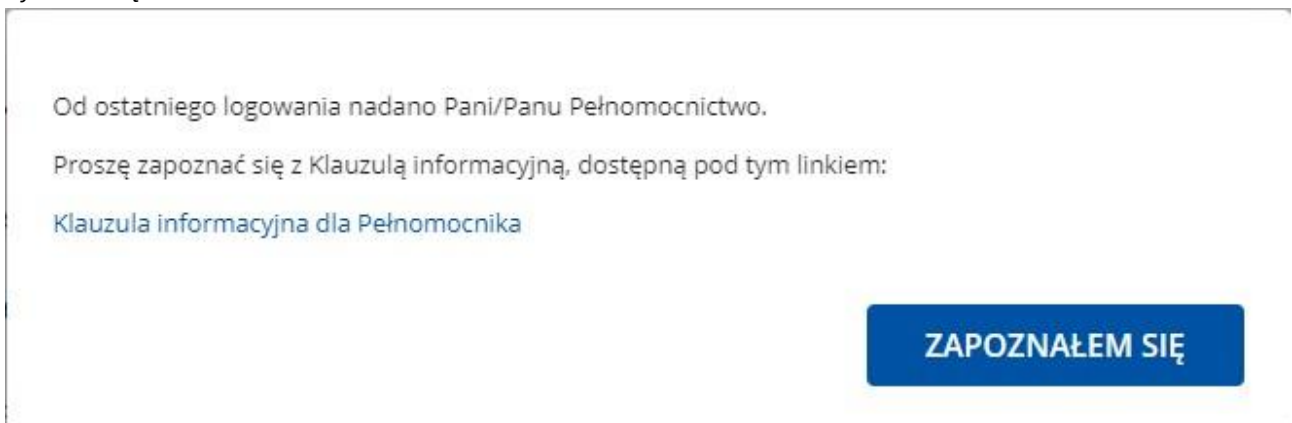 Od ostatniego logowania nadano Pani/Panu Pełnomocnictwo.
Proszę zapoznać się z Klauzulą informacyjną, dostępną pod tym linkiem:
Klauzula informacyjna dla Pełnomocnika
ZAPOZNAŁEM SIĘ